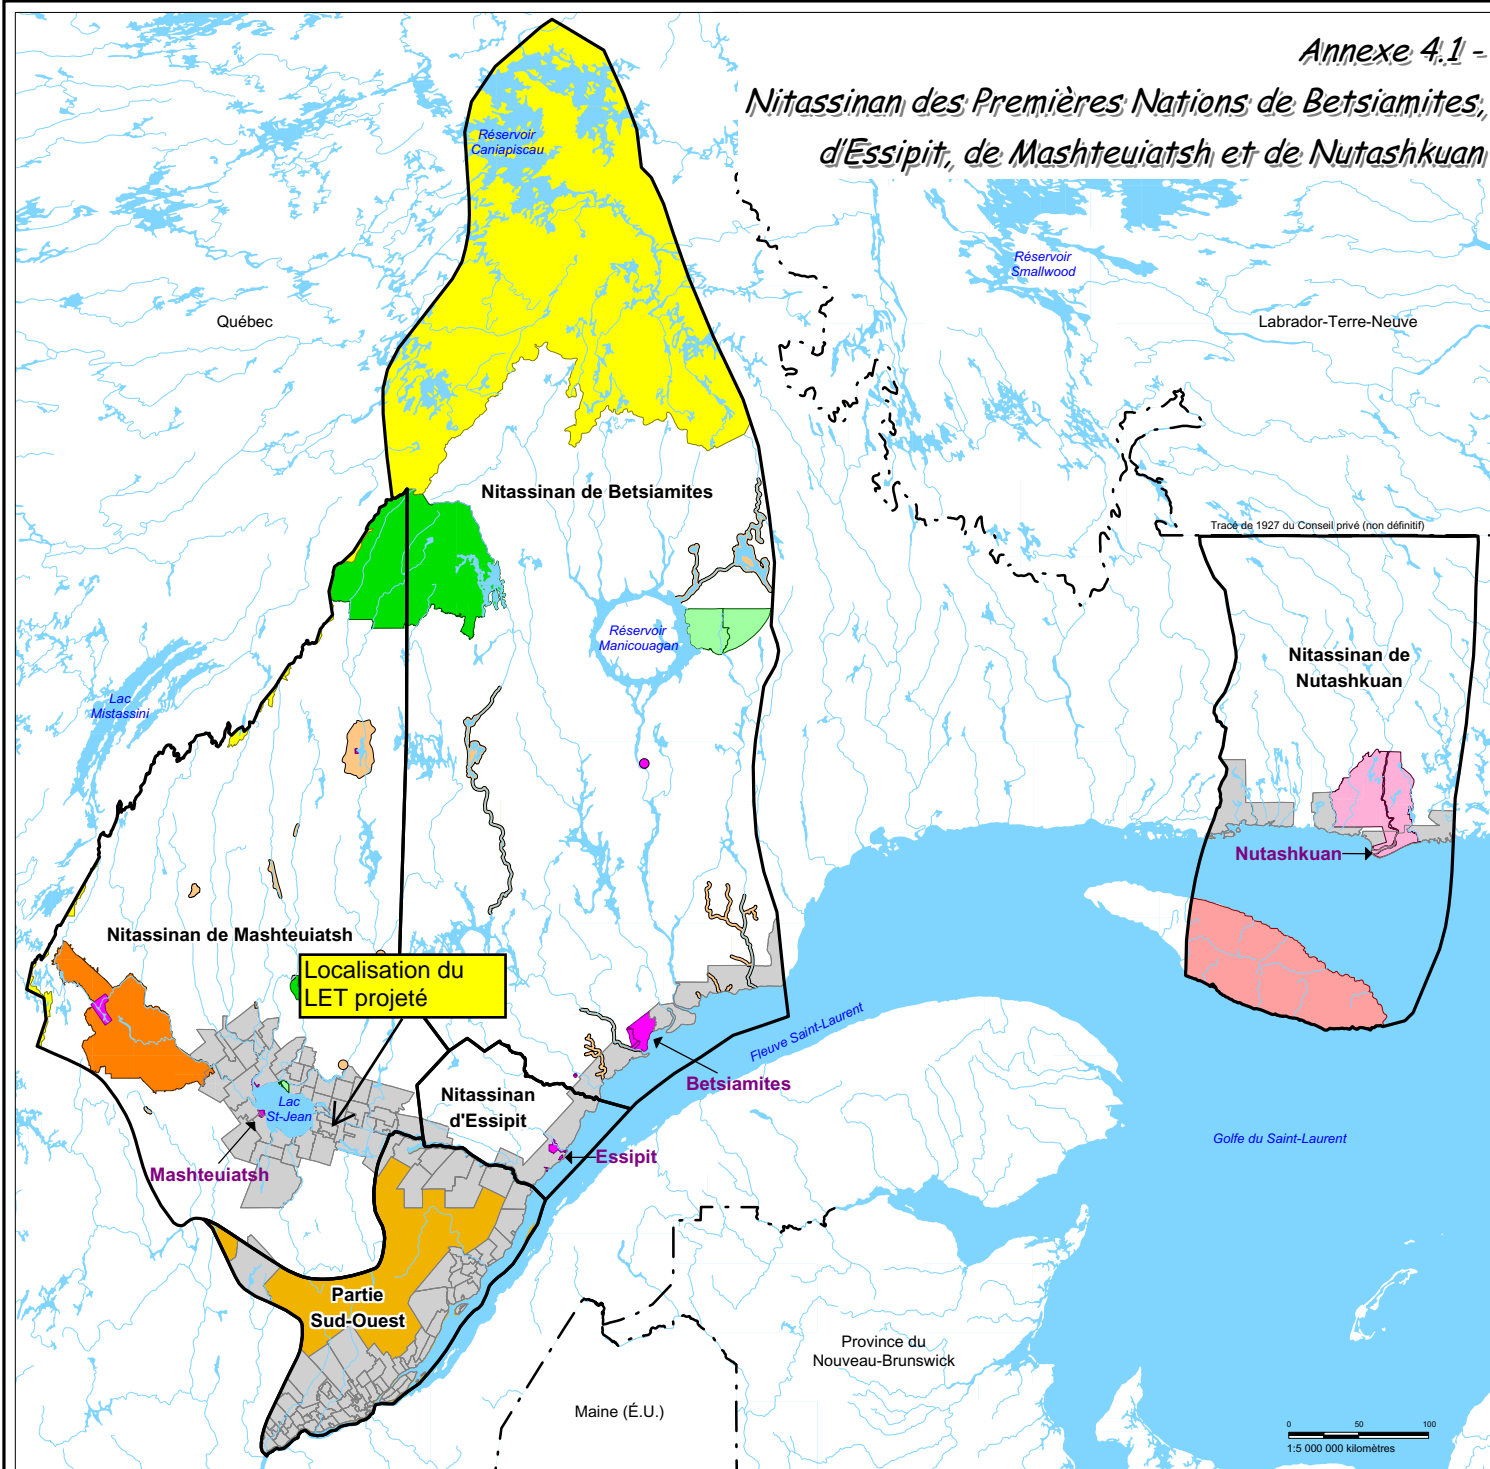 Annexe 4.1 -
Nitassinan des Premières Nations de Betsiamites,
d'Essipit, de Mashteuiatsh et de Nutashkuan
Réservoir
Caniapiscau
Réservoir
Smallwood
Québec
Labrador-Terre-Neuve
Nitassinan de Betsiamites
Tracé de 1927 du Conseil privé (non définitif)
Réservoir
Manicouagan
Nitassinan de
Nutashkuan
Lac
Mistassini
Nutashkuan
Nitassinan de Mashteuiatsh
Localisation du
LET projeté
Fleuve Saint-Laurent
Betsiamites
Nitassinan
d'Essipit
Lac
St-Jean
Golfe du Saint-Laurent
Essipit
Mashteuiatsh
Partie
Sud-Ouest
Province du
Nouveau-Brunswick
Maine (É.U.)
0 50 100
1:5 000 000 kilomètres